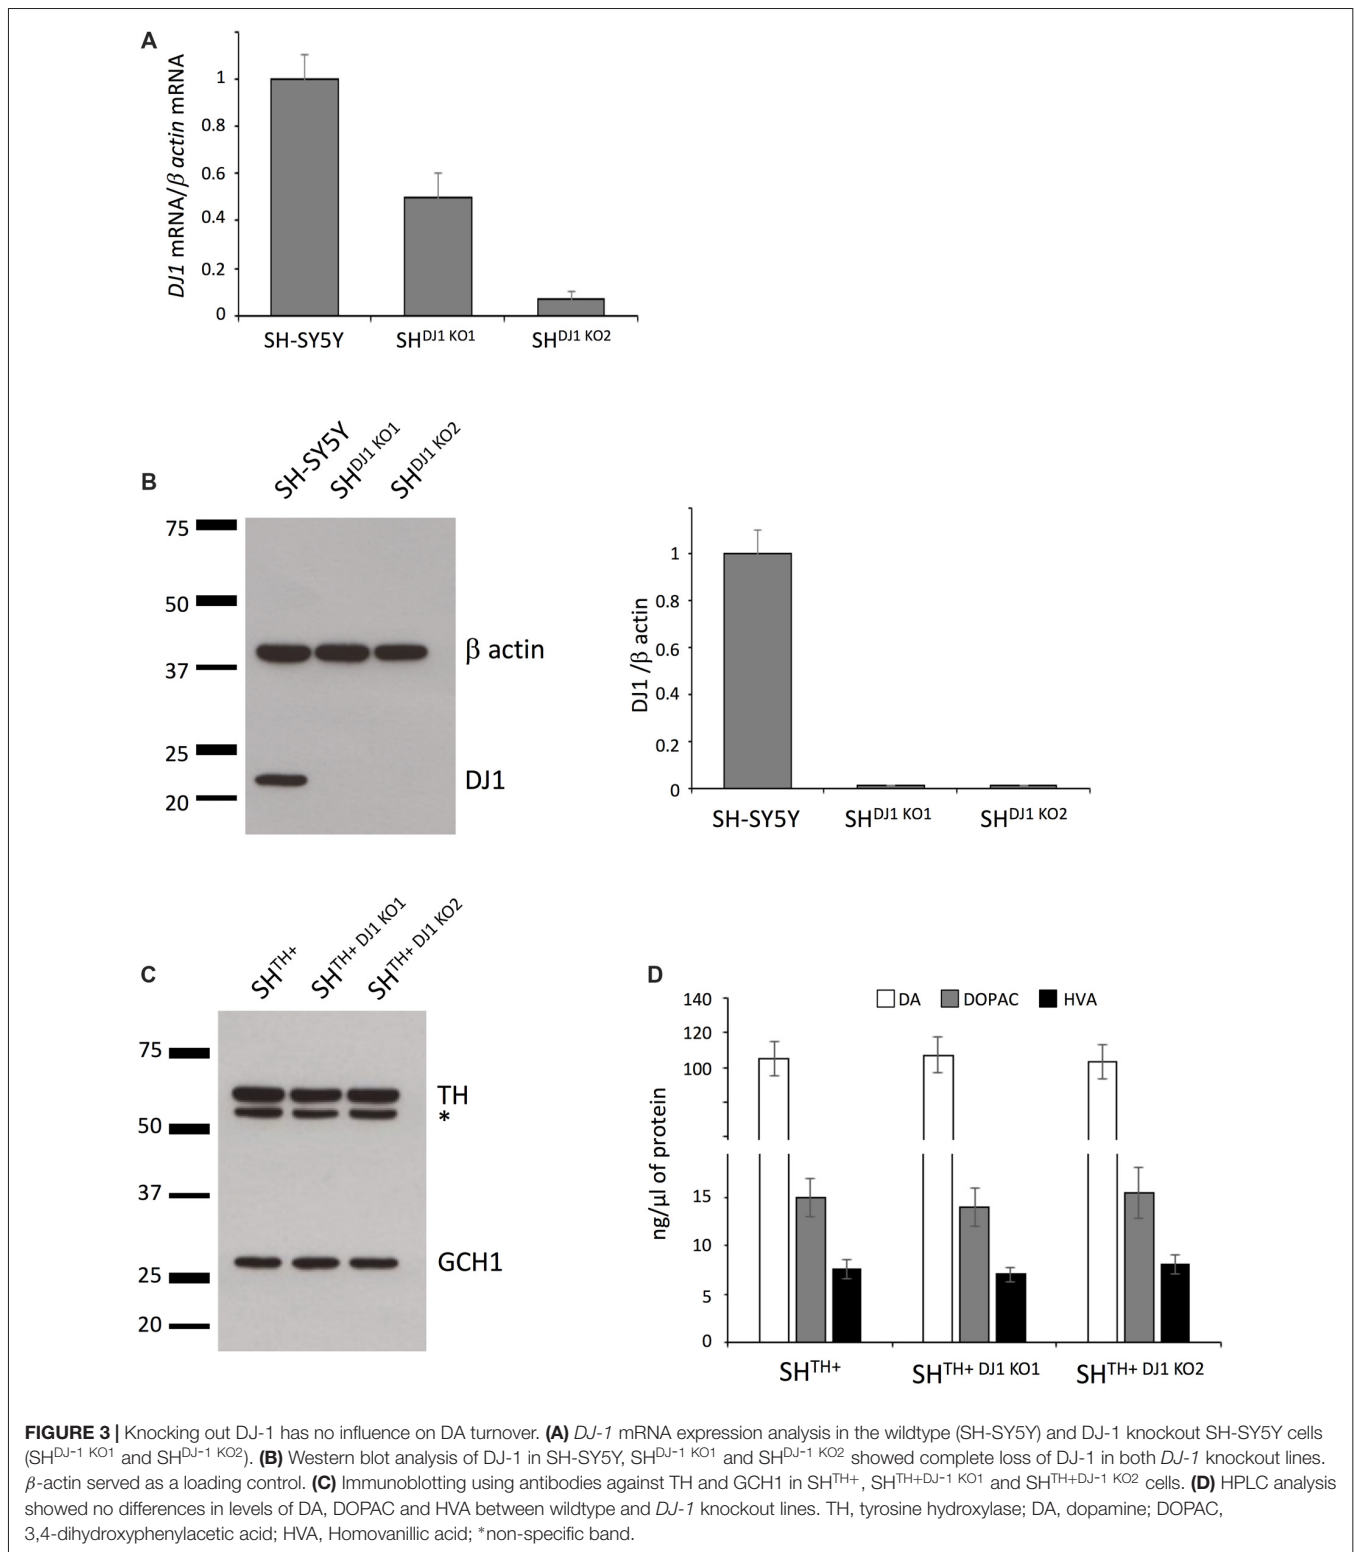 A
DJ1 mRNA/β actin mRNA
1
0.8
0.6
0.4
0.2
0
SH-SY5Y SHDJ1 KO1 SHDJ1 KO2
B
SH-SY5Y SHDJ1 KO1 SHDJ1 KO2
75
50
37
25
20
β actin
DJ1
DJ1 /β actin
1
0.8
0.6
0.4
0.2
0
SH-SY5Y SHDJ1 KO1 SHDJ1 KO2
C
SHTH+ SHTH+ DJ1 KO1 SHTH+ DJ1 KO2
75
50
37
25
20
TH
*
GCH1
D
DA DOPAC HVA
ng/µl of protein
140
120
100
15
10
5
0
SHTH+ SHTH+ DJ1 KO1 SHTH+ DJ1 KO2
FIGURE 3 | Knocking out DJ-1 has no influence on DA turnover. (A) DJ-1 mRNA expression analysis in the wildtype (SH-SY5Y) and DJ-1 knockout SH-SY5Y cells
(SHDJ-1 KO1 and SHDJ-1 KO2). (B) Western blot analysis of DJ-1 in SH-SY5Y, SHDJ-1 KO1 and SHDJ-1 KO2 showed complete loss of DJ-1 in both DJ-1 knockout lines.
β-actin served as a loading control. (C) Immunoblotting using antibodies against TH and GCH1 in SHTH+, SHTH+DJ-1 KO1 and SHTH+DJ-1 KO2 cells. (D) HPLC analysis
showed no differences in levels of DA, DOPAC and HVA between wildtype and DJ-1 knockout lines. TH, tyrosine hydroxylase; DA, dopamine; DOPAC,
3,4-dihydroxyphenylacetic acid; HVA, Homovanillic acid; *non-specific band.